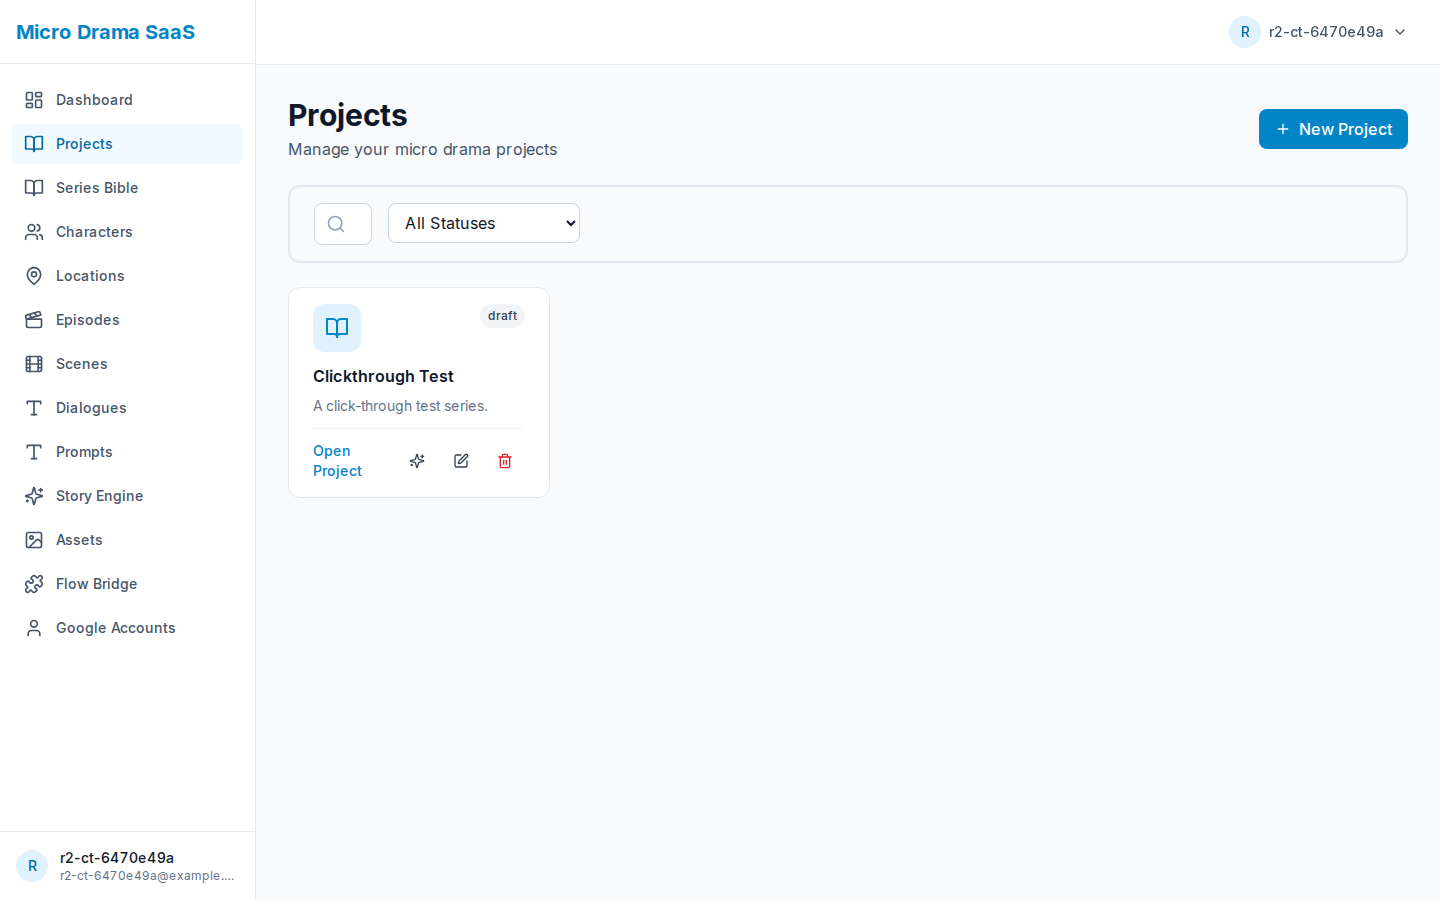 Micro Drama SaaS
R r2-ct-6470e49a
Dashboard
Projects
Series Bible
Characters
Locations
Episodes
Scenes
Dialogues
Prompts
Story Engine
Assets
Flow Bridge
Google Accounts
R
r2-ct-6470e49a
r2-ct-6470e49a@example....
Projects
Manage your micro drama projects
New Project
All Statuses
draft
Clickthrough Test
A click-through test series.
Open
Project